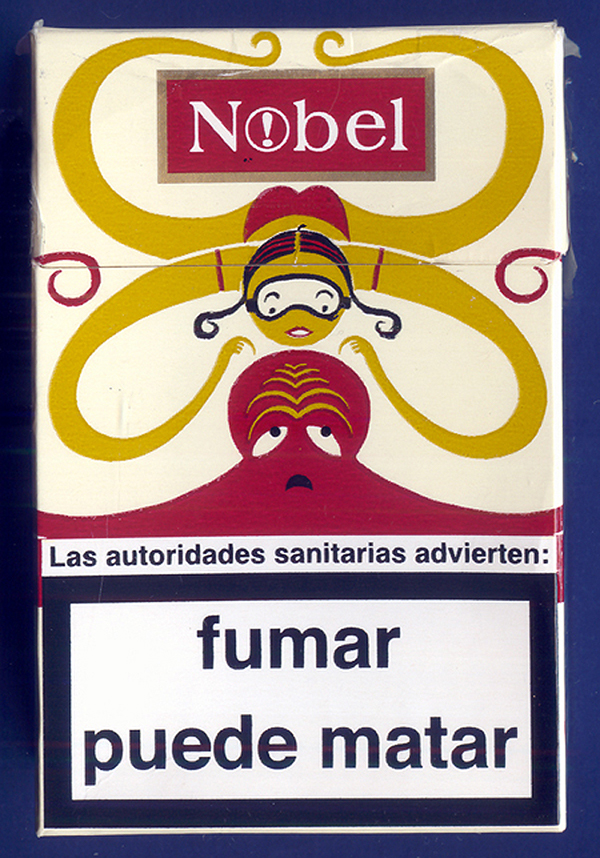 Nobel
Las autoridades sanitarias advierten:
fumar
puede matar